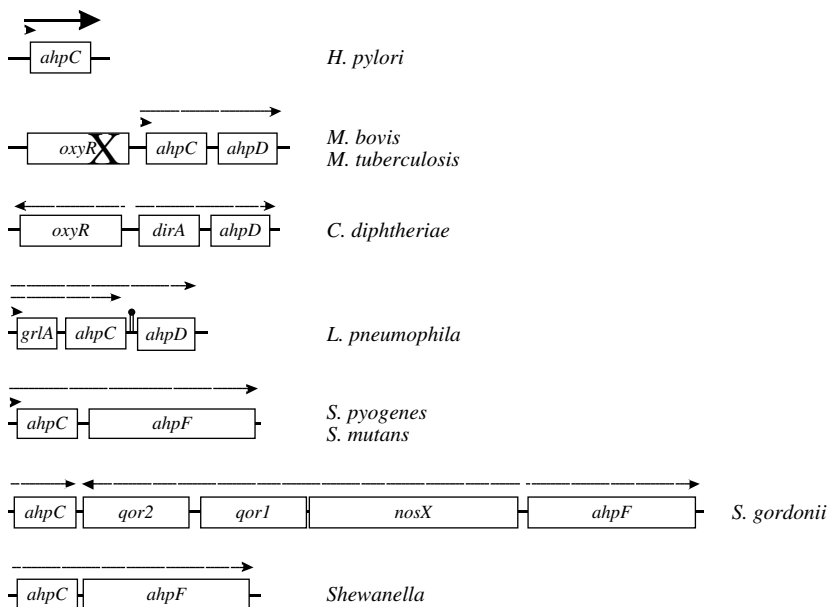 ahpC
H. pylori
oxyR
X
ahpC
ahpD
M. bovis
M. tuberculosis
oxyR
dirA
ahpD
C. diphtheriae
grlA
ahpC
ahpD
L. pneumophila
ahpC
ahpF
S. pyogenes
S. mutans
ahpC
qor2
qor1
nosX
ahpF
S. gordonii
ahpC
ahpF
Shewanella